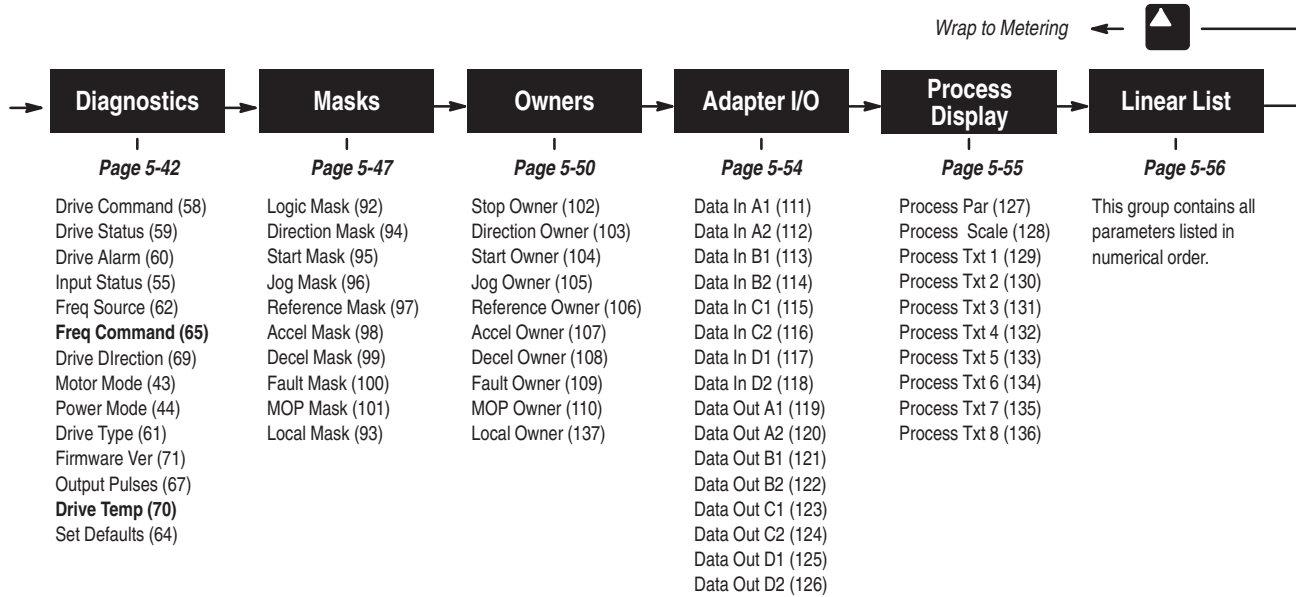 Wrap to Metering
Diagnostics
Page 5-42
Drive Command (58)
Drive Status (59)
Drive Alarm (60)
Input Status (55)
Freq Source (62)
Freq Command (65)
Drive DIrection (69)
Motor Mode (43)
Power Mode (44)
Drive Type (61)
Firmware Ver (71)
Output Pulses (67)
Drive Temp (70)
Set Defaults (64)
Masks
Page 5-47
Logic Mask (92)
Direction Mask (94)
Start Mask (95)
Jog Mask (96)
Reference Mask (97)
Accel Mask (98)
Decel Mask (99)
Fault Mask (100)
MOP Mask (101)
Local Mask (93)
Owners
Page 5-50
Stop Owner (102)
Direction Owner (103)
Start Owner (104)
Jog Owner (105)
Reference Owner (106)
Accel Owner (107)
Decel Owner (108)
Fault Owner (109)
MOP Owner (110)
Local Owner (137)
Adapter I/O
Page 5-54
Data In A1 (111)
Data In A2 (112)
Data In B1 (113)
Data In B2 (114)
Data In C1 (115)
Data In C2 (116)
Data In D1 (117)
Data In D2 (118)
Data Out A1 (119)
Data Out A2 (120)
Data Out B1 (121)
Data Out B2 (122)
Data Out C1 (123)
Data Out C2 (124)
Data Out D1 (125)
Data Out D2 (126)
Process
Display
Page 5-55
Process Par (127)
Process Scale (128)
Process Txt 1 (129)
Process Txt 2 (130)
Process Txt 3 (131)
Process Txt 4 (132)
Process Txt 5 (133)
Process Txt 6 (134)
Process Txt 7 (135)
Process Txt 8 (136)
Linear List
Page 5-56
This group contains all
parameters listed in
numerical order.